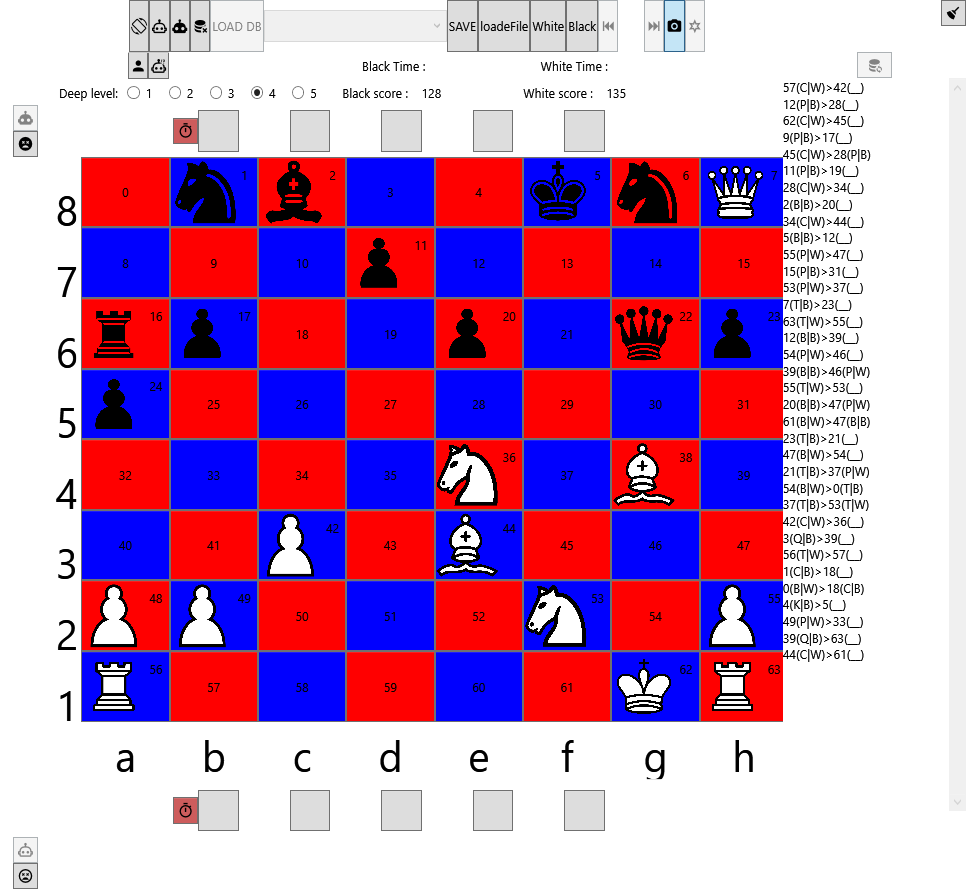 LOAD DB SAVE loadeFile White Black
Black Time : White Time :
Deep level: 1 2 3 4 5 Black score : 128 White score : 135
57(C|W)>42(__)
12(P|B)>28(__)
62(C|W)>45(__)
9(P|B)>17(__)
45(C|W)>28(P|B)
11(P|B)>19(__)
28(C|W)>34(__)
2(B|B)>20(__)
34(C|W)>44(__)
5(B|B)>12(__)
55(P|W)>47(__)
15(P|B)>31(__)
53(P|W)>37(__)
7(T|B)>23(__)
63(T|W)>55(__)
12(B|B)>39(__)
54(P|W)>46(__)
39(B|B)>46(P|W)
55(T|W)>53(__)
20(B|B)>47(P|W)
61(B|W)>47(B|B)
23(T|B)>21(__)
47(B|W)>54(__)
21(T|B)>37(P|W)
54(B|W)>0(T|B)
37(T|B)>53(T|W)
42(C|W)>36(__)
3(Q|B)>39(__)
56(T|W)>57(__)
1(C|B)>18(__)
0(B|W)>18(C|B)
4(K|B)>5(__)
49(P|W)>33(__)
39(Q|B)>63(__)
44(C|W)>61(__)
8 0 1 2 3 4 5 6 7
7 8 9 10 11 12 13 14 15
6 16 17 18 19 20 21 22 23
5 24 25 26 27 28 29 30 31
4 32 33 34 35 36 37 38 39
3 40 41 42 43 44 45 46 47
2 48 49 50 51 52 53 54 55
1 56 57 58 59 60 61 62 63
a b c d e f g h